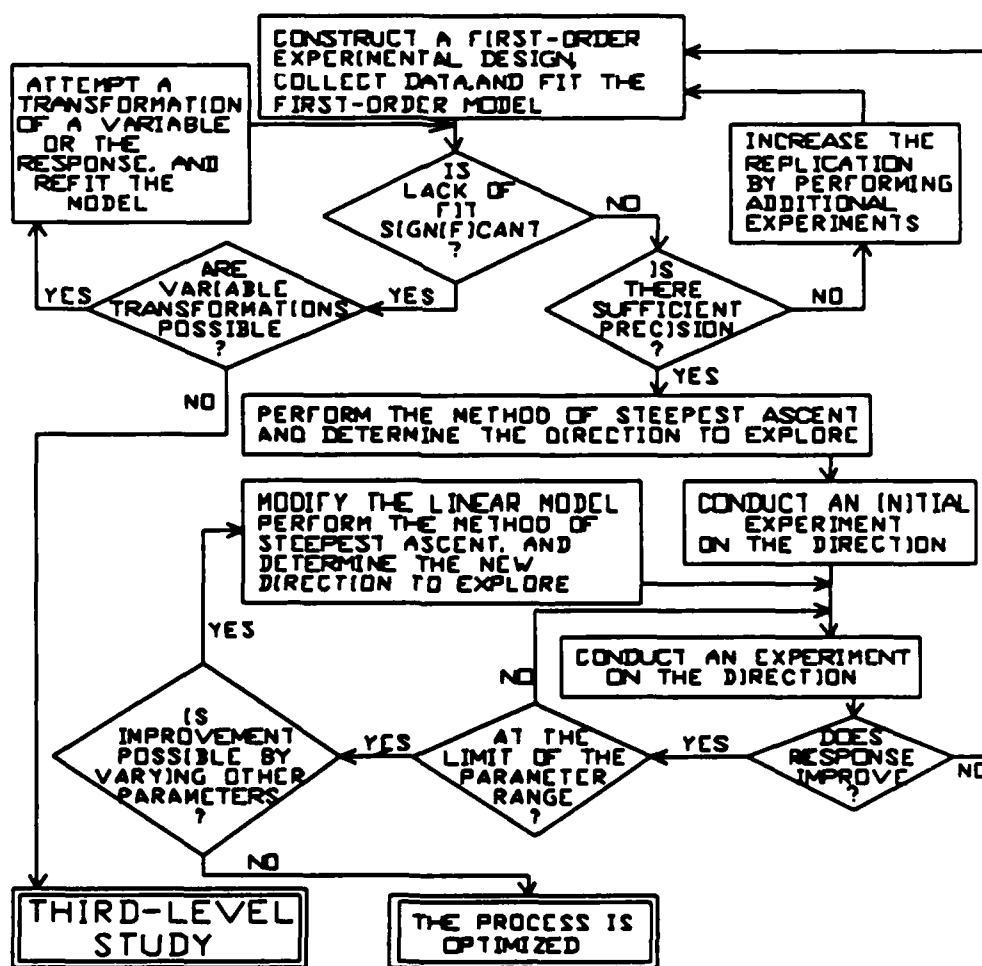 CONSTRUCT A FIRST-ORDER
EXPERIMENTAL DESIGN,
COLLECT DATA,AND FIT THE
FIRST-ORDER MODEL
ATTEMPT A
TRANSFORMATION
OF A VARIABLE
OR THE
RESPONSE, AND
REFIT THE
MODEL
INCREASE THE
REPLICATION
BY PERFORMING
ADDITIONAL
EXPERIMENTS
IS
LACK OF
FIT
SIGNIFICANT
?
NO
YES
ARE
VARIABLE
TRANSFORMATIONS
POSSIBLE
?
YES
NO
IS
THERE
SUFFICIENT
PRECISION
?
NO
YES
PERFORM THE METHOD OF STEEPEST ASCENT
AND DETERMINE THE DIRECTION TO EXPLORE
MODIFY THE LINEAR MODEL
PERFORM THE METHOD OF
STEEPEST ASCENT, AND
DETERMINE THE NEW
DIRECTION TO EXPLORE
CONDUCT AN INITIAL
EXPERIMENT
ON THE DIRECTION
YES
NO
CONDUCT AN EXPERIMENT
ON THE DIRECTION
IS
IMPROVEMENT
POSSIBLE BY
VARYING OTHER
PARAMETERS
?
YES
AT THE
LIMIT OF THE
PARAMETER
RANGE
?
YES
DOES
RESPONSE
IMPROVE
?
NO
NO
THIRD-LEVEL
STUDY
THE PROCESS IS
OPTIMIZED